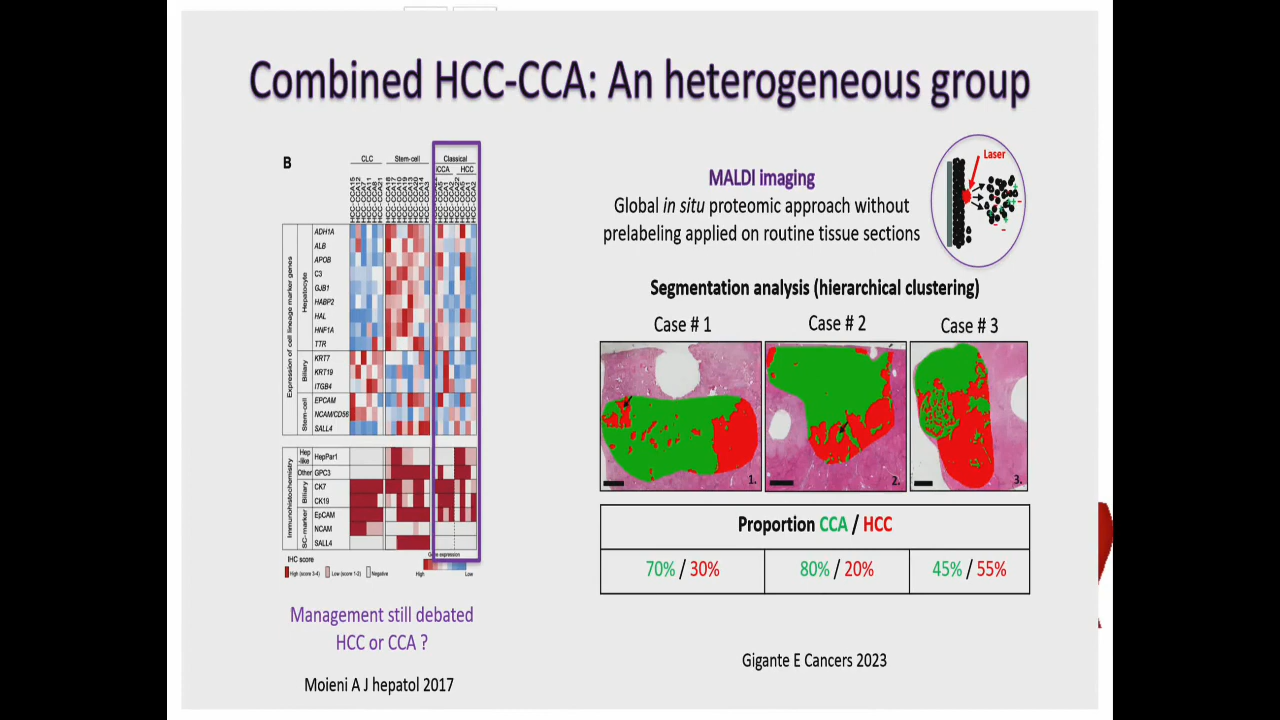 Combined HCC-CCA: An heterogeneous group
B
CLC
Stem-cell
Classical
iCCA
HCC
Expression of cell lineage marker genes
Hepatocyte
ADH1A
ALB
APOB
C3
GJB1
HABP2
HAL
HNF1A
TTR
Biliary
KRT7
KRT19
ITGB4
Stem-cell
EPCAM
NCAM/CD56
SALL4
Immunohistochemistry
Hep
-like
HepPar1
Other
GPC3
Biliary
CK7
CK19
SC-marker
EpCAM
NCAM
SALL4
IHC score
High (score 3-4)
Low (score 1-2)
Negative
Gene expression
High
Low
Management still debated
HCC or CCA ?
Moieni A J hepatol 2017
MALDI imaging
Global in situ proteomic approach without
prelabeling applied on routine tissue sections
Laser
Segmentation analysis (hierarchical clustering)
Case # 1
Case # 2
Case # 3
1.
2.
3.
Proportion CCA / HCC
70% / 30%
80% / 20%
45% / 55%
Gigante E Cancers 2023